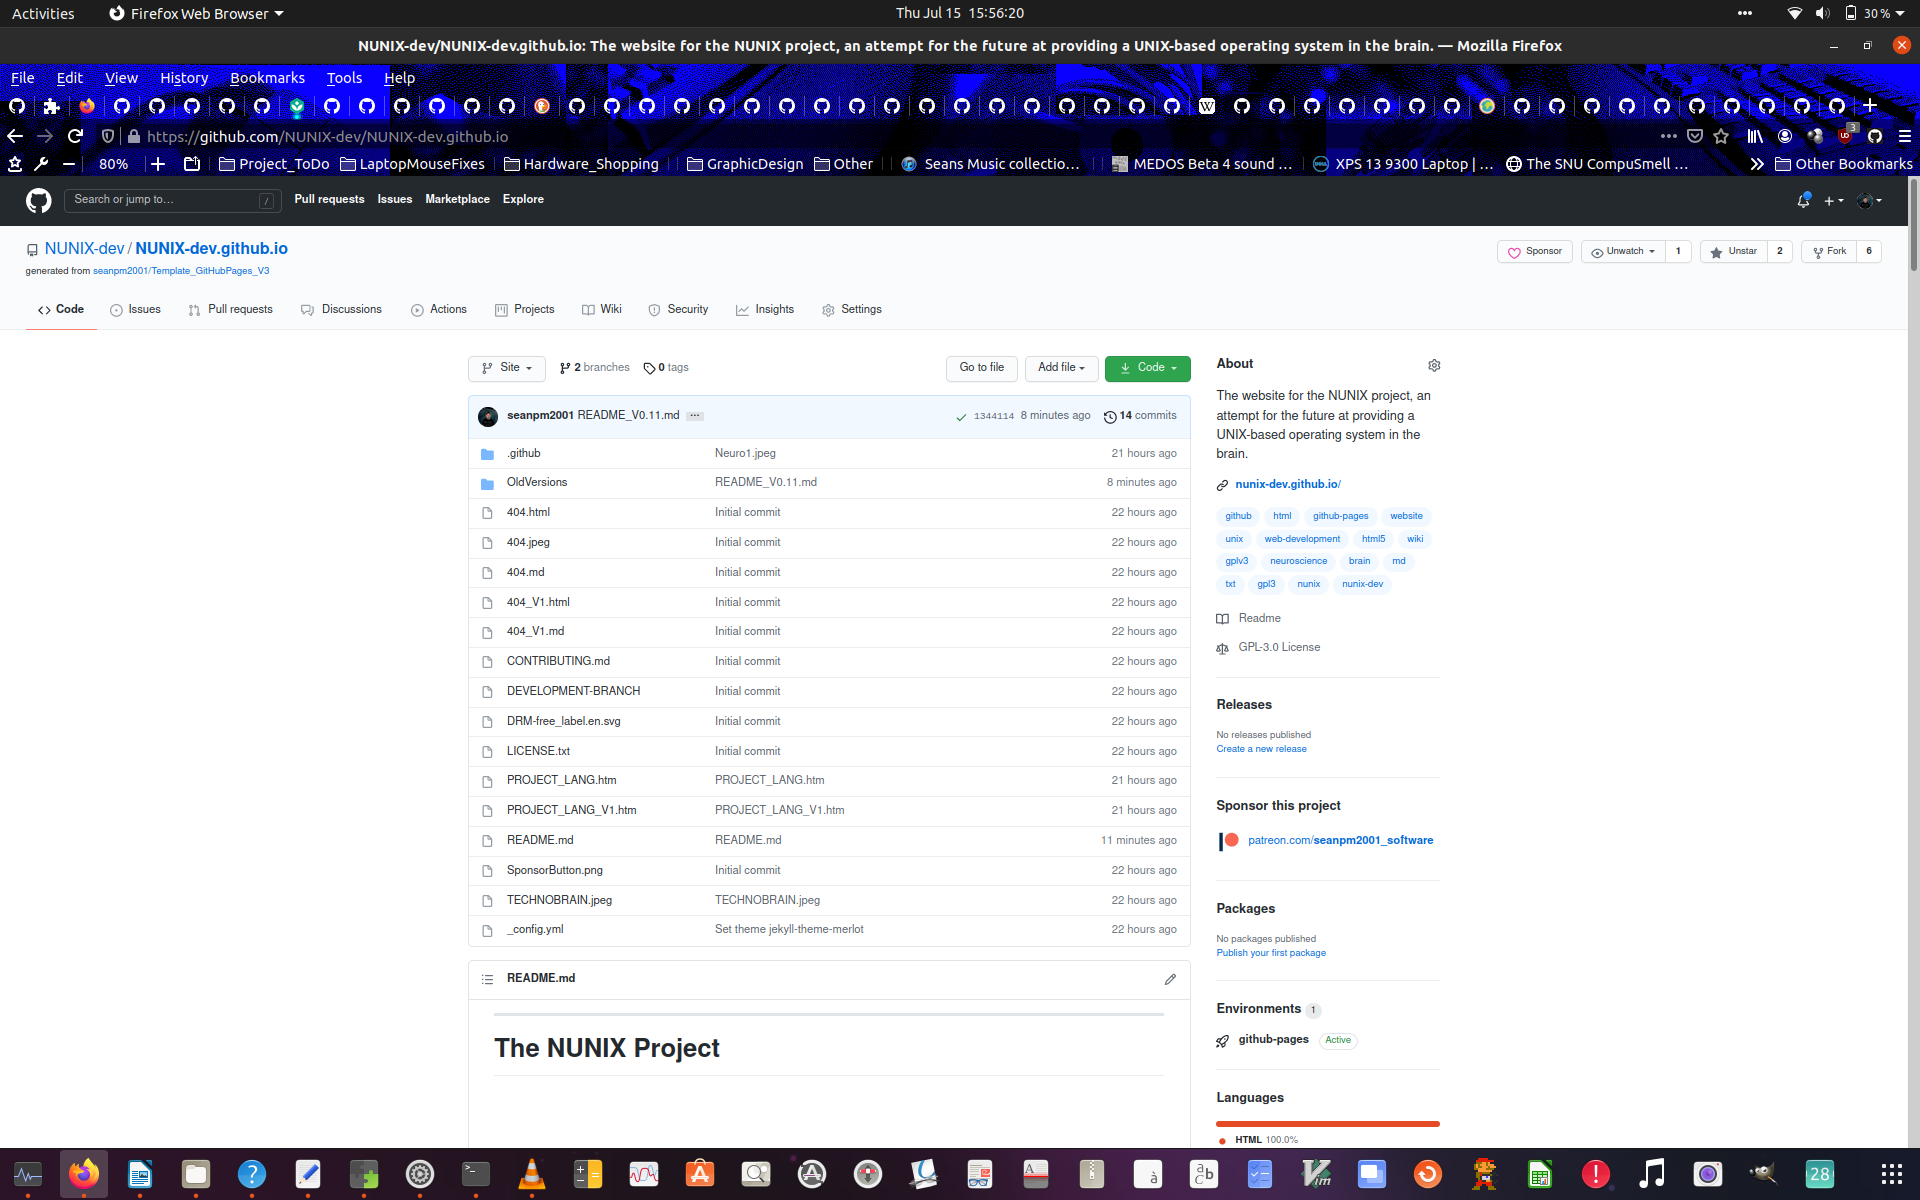 Activities Firefox Web Browser Thu Jul 15 15:56:20 30 %
NUNIX-dev/NUNIX-dev.github.io: The website for the NUNIX project, an attempt for the future at providing a UNIX-based operating system in the brain. — Mozilla Firefox
File Edit View History Bookmarks Tools Help
https://github.com/NUNIX-dev/NUNIX-dev.github.io 3
80% Project_ToDo LaptopMouseFixes Hardware_Shopping GraphicDesign Other Seans Music collectio… MEDOS Beta 4 sound … XPS 13 9300 Laptop | … The SNU CompuSmell … Other Bookmarks
Search or jump to… / Pull requests Issues Marketplace Explore
NUNIX-dev / NUNIX-dev.github.io Sponsor Unwatch 1 Unstar 2 Fork 6
generated from seanpm2001/Template_GitHubPages_V3
Code Issues Pull requests Discussions Actions Projects Wiki Security Insights Settings
Site 2 branches 0 tags Go to file Add file Code
seanpm2001 README_V0.11.md ... 1344114 8 minutes ago 14 commits
.github Neuro1.jpeg 21 hours ago
OldVersions README_V0.11.md 8 minutes ago
404.html Initial commit 22 hours ago
404.jpeg Initial commit 22 hours ago
404.md Initial commit 22 hours ago
404_V1.html Initial commit 22 hours ago
404_V1.md Initial commit 22 hours ago
CONTRIBUTING.md Initial commit 22 hours ago
DEVELOPMENT-BRANCH Initial commit 22 hours ago
DRM-free_label.en.svg Initial commit 22 hours ago
LICENSE.txt Initial commit 22 hours ago
PROJECT_LANG.htm PROJECT_LANG.htm 21 hours ago
PROJECT_LANG_V1.htm PROJECT_LANG_V1.htm 21 hours ago
README.md README.md 11 minutes ago
SponsorButton.png Initial commit 22 hours ago
TECHNOBRAIN.jpeg TECHNOBRAIN.jpeg 22 hours ago
_config.yml Set theme jekyll-theme-merlot 22 hours ago
README.md
The NUNIX Project
About
The website for the NUNIX project, an
attempt for the future at providing a
UNIX-based operating system in the
brain.
nunix-dev.github.io/
github html github-pages website
unix web-development html5 wiki
gplv3 neuroscience brain md
txt gpl3 nunix nunix-dev
Readme
GPL-3.0 License
Releases
No releases published
Create a new release
Sponsor this project
patreon.com/seanpm2001_software
Packages
No packages published
Publish your first package
Environments 1
github-pages Active
Languages
HTML 100.0%
28